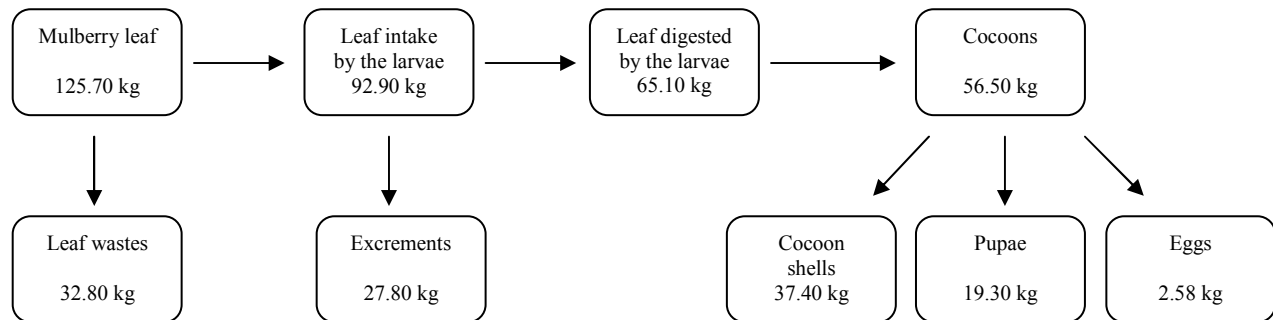 Mulberry leaf
125.70 kg
Leaf intake
by the larvae
92.90 kg
Leaf digested
by the larvae
65.10 kg
Cocoons
56.50 kg
Leaf wastes
32.80 kg
Excrements
27.80 kg
Cocoon
shells
37.40 kg
Pupae
19.30 kg
Eggs
2.58 kg